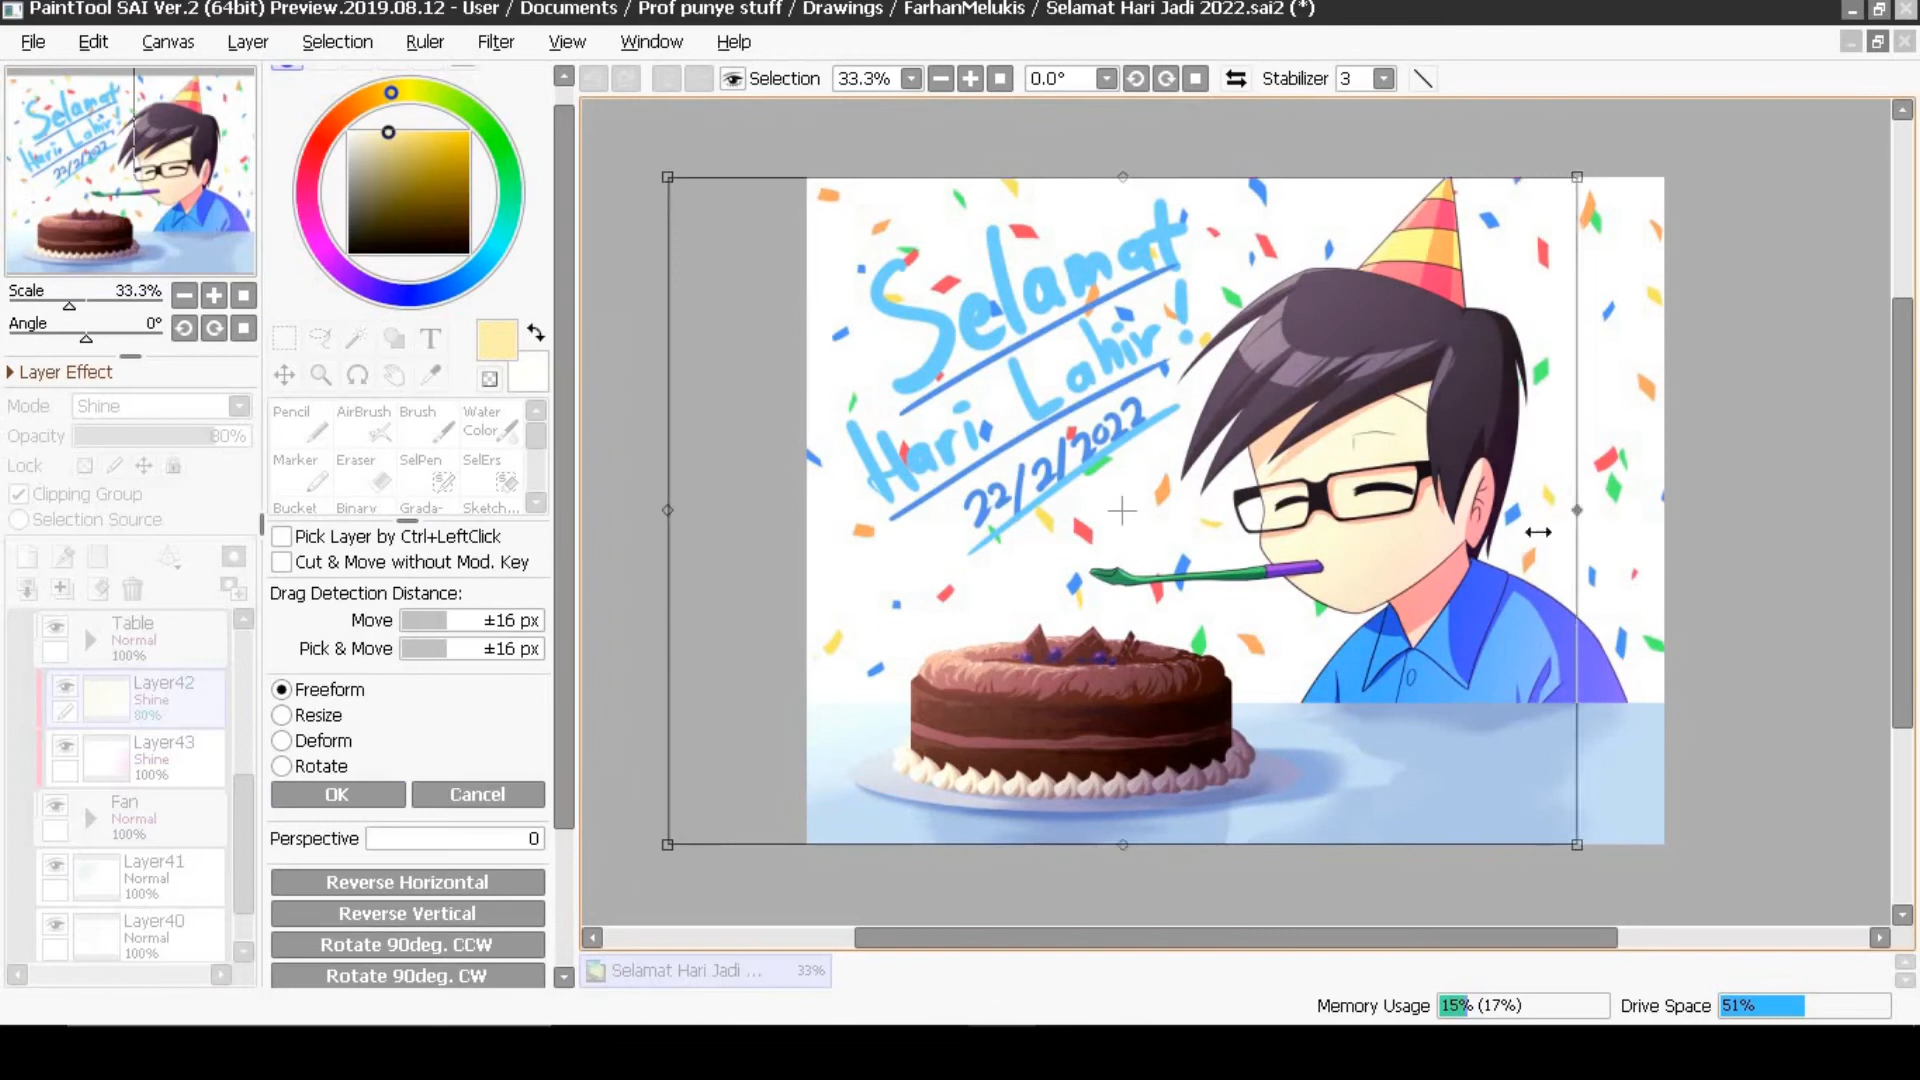 PaintTool SAI Ver.2 (64bit) Preview.2019.08.12 - User / Documents / Prof punye stuff / Drawings / FarhanMelukis / Selamat Hari Jadi 2022.sai2 (*)
File Edit Canvas Layer Selection Ruler Filter View Window Help
Selection 33.3% 0.0° Stabilizer 3
Selamat
Hari Lahir!
22/2/2022
Scale 33.3%
Angle 0°
Layer Effect
Mode Shine
Opacity 80%
Lock
Clipping Group
Selection Source
Table
Normal
100%
Layer42
Shine
80%
Layer43
Shine
100%
Fan
Normal
100%
Layer41
Normal
100%
Layer40
Normal
100%
T
Pencil AirBrush Brush Water Color
Marker Eraser SelPen SelErs
Bucket Binary Grada- Sketch...
Pick Layer by Ctrl+LeftClick
Cut & Move without Mod. Key
Drag Detection Distance:
Move ±16 px
Pick & Move ±16 px
Freeform
Resize
Deform
Rotate
OK Cancel
Perspective 0
Reverse Horizontal
Reverse Vertical
Rotate 90deg. CCW
Rotate 90deg. CW
Selamat
Hari Lahir!
22/2/2022
Selamat Hari Jadi ... 33%
Memory Usage 15% (17%) Drive Space 51%